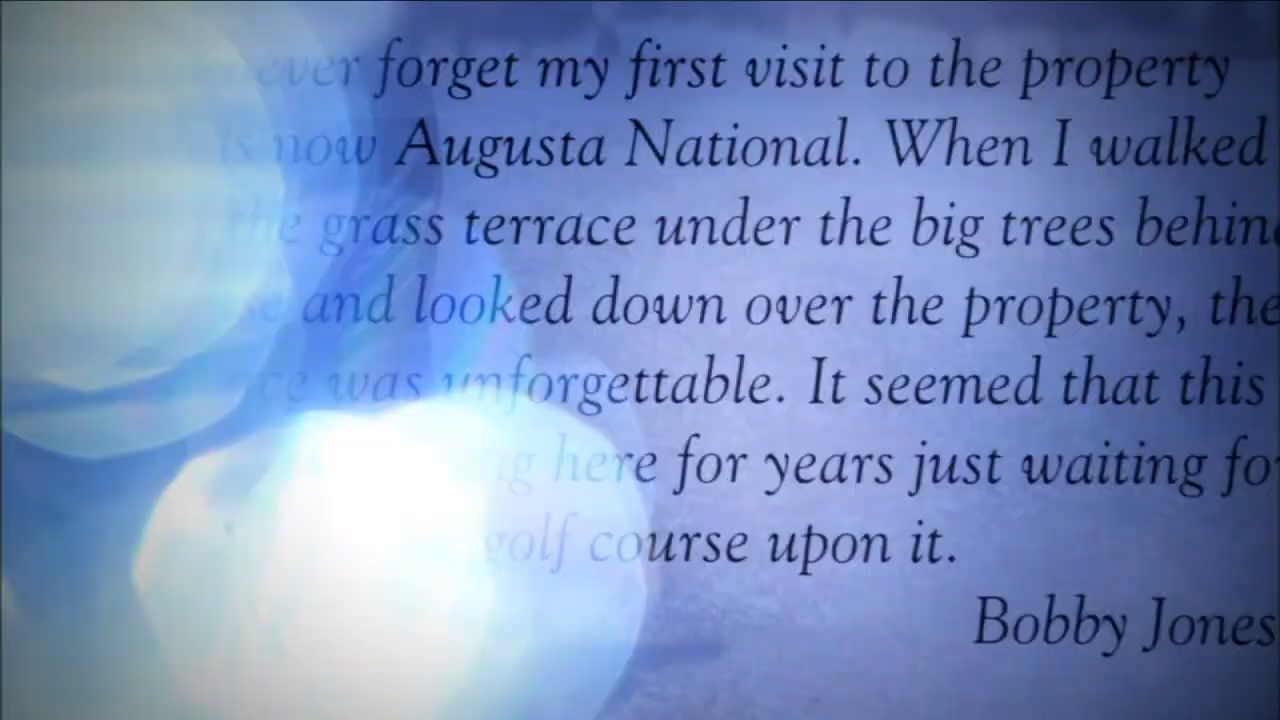 ever forget my first visit to the property
is now Augusta National. When I walked
the grass terrace under the big trees behind
and looked down over the property, the
was unforgettable. It seemed that this
here for years just waiting for
golf course upon it.
Bobby Jones